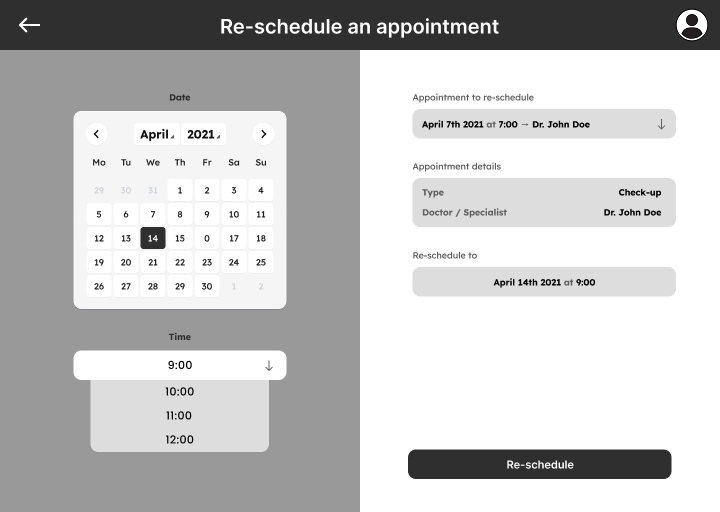 Re-schedule an appointment
Date
April 2021
Mo Tu We Th Fr Sa Su
29 30 31 1 2 3 4
5 6 7 8 9 10 11
12 13 14 15 0 17 18
19 20 21 22 23 24 25
26 27 28 29 30 1 2
Time
9:00
10:00
11:00
12:00
Appointment to re-schedule
April 7th 2021 at 7:00 → Dr. John Doe
Appointment details
Type Check-up
Doctor / Specialist Dr. John Doe
Re-schedule to
April 14th 2021 at 9:00
Re-schedule